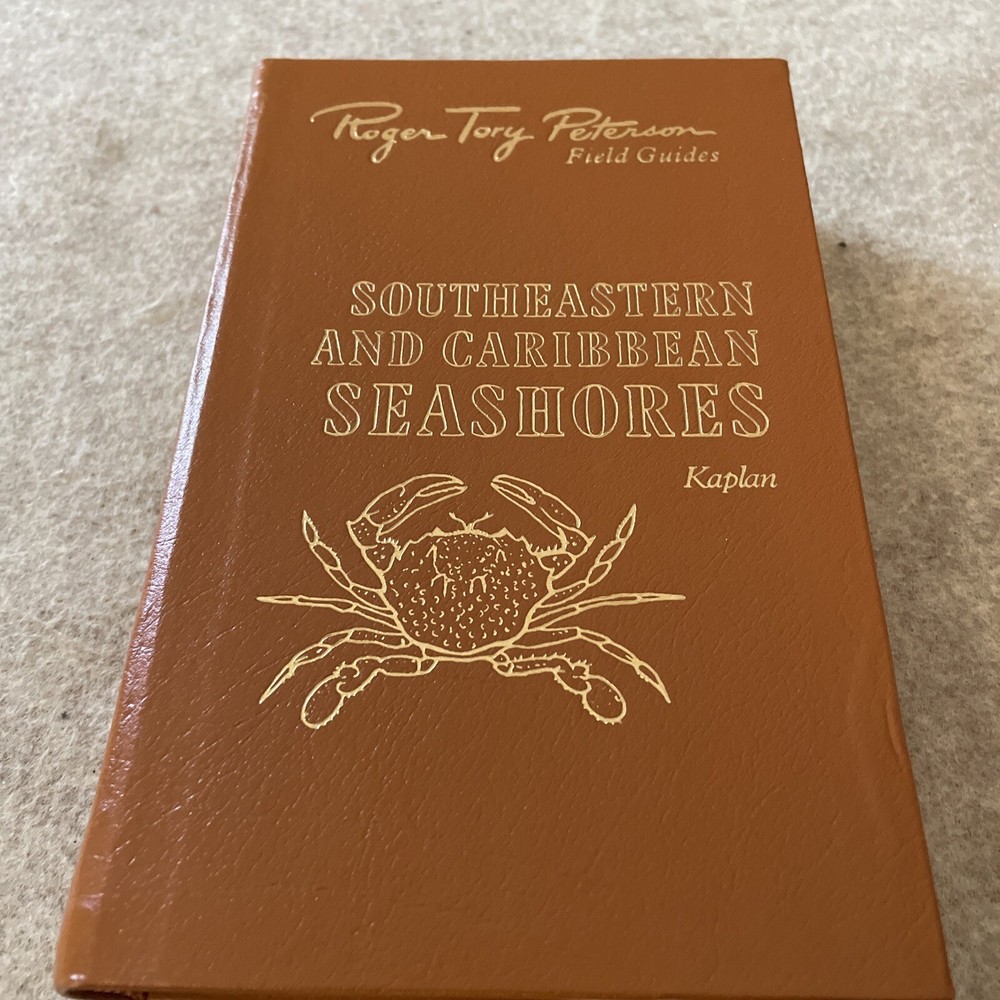 Roger Tory Peterson
Field Guides
SOUTHEASTERN
AND CARIBBEAN
SEASHORES
Kaplan